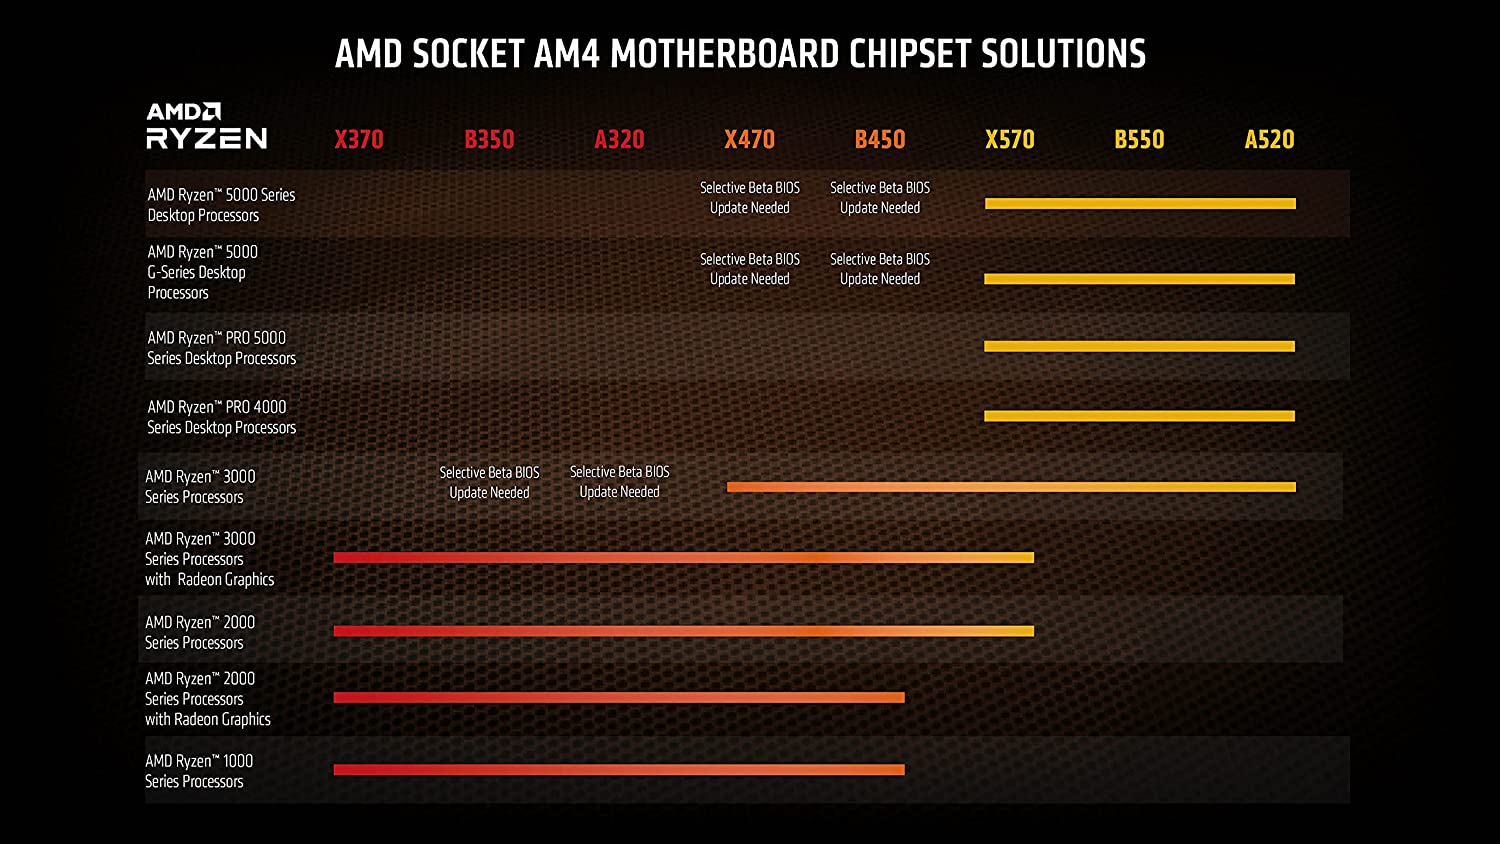 AMD SOCKET AM4 MOTHERBOARD CHIPSET SOLUTIONS
AMD
RYZEN
X370 B350 A320 X470 B450 X570 B550 A520
AMD Ryzen™ 5000 Series
Desktop Processors
Selective Beta BIOS
Update Needed
Selective Beta BIOS
Update Needed
AMD Ryzen™ 5000
G-Series Desktop
Processors
Selective Beta BIOS
Update Needed
Selective Beta BIOS
Update Needed
AMD Ryzen™ PRO 5000
Series Desktop Processors
AMD Ryzen™ PRO 4000
Series Desktop Processors
AMD Ryzen™ 3000
Series Processors
Selective Beta BIOS
Update Needed
Selective Beta BIOS
Update Needed
AMD Ryzen™ 3000
Series Processors
with Radeon Graphics
AMD Ryzen™ 2000
Series Processors
AMD Ryzen™ 2000
Series Processors
with Radeon Graphics
AMD Ryzen™ 1000
Series Processors